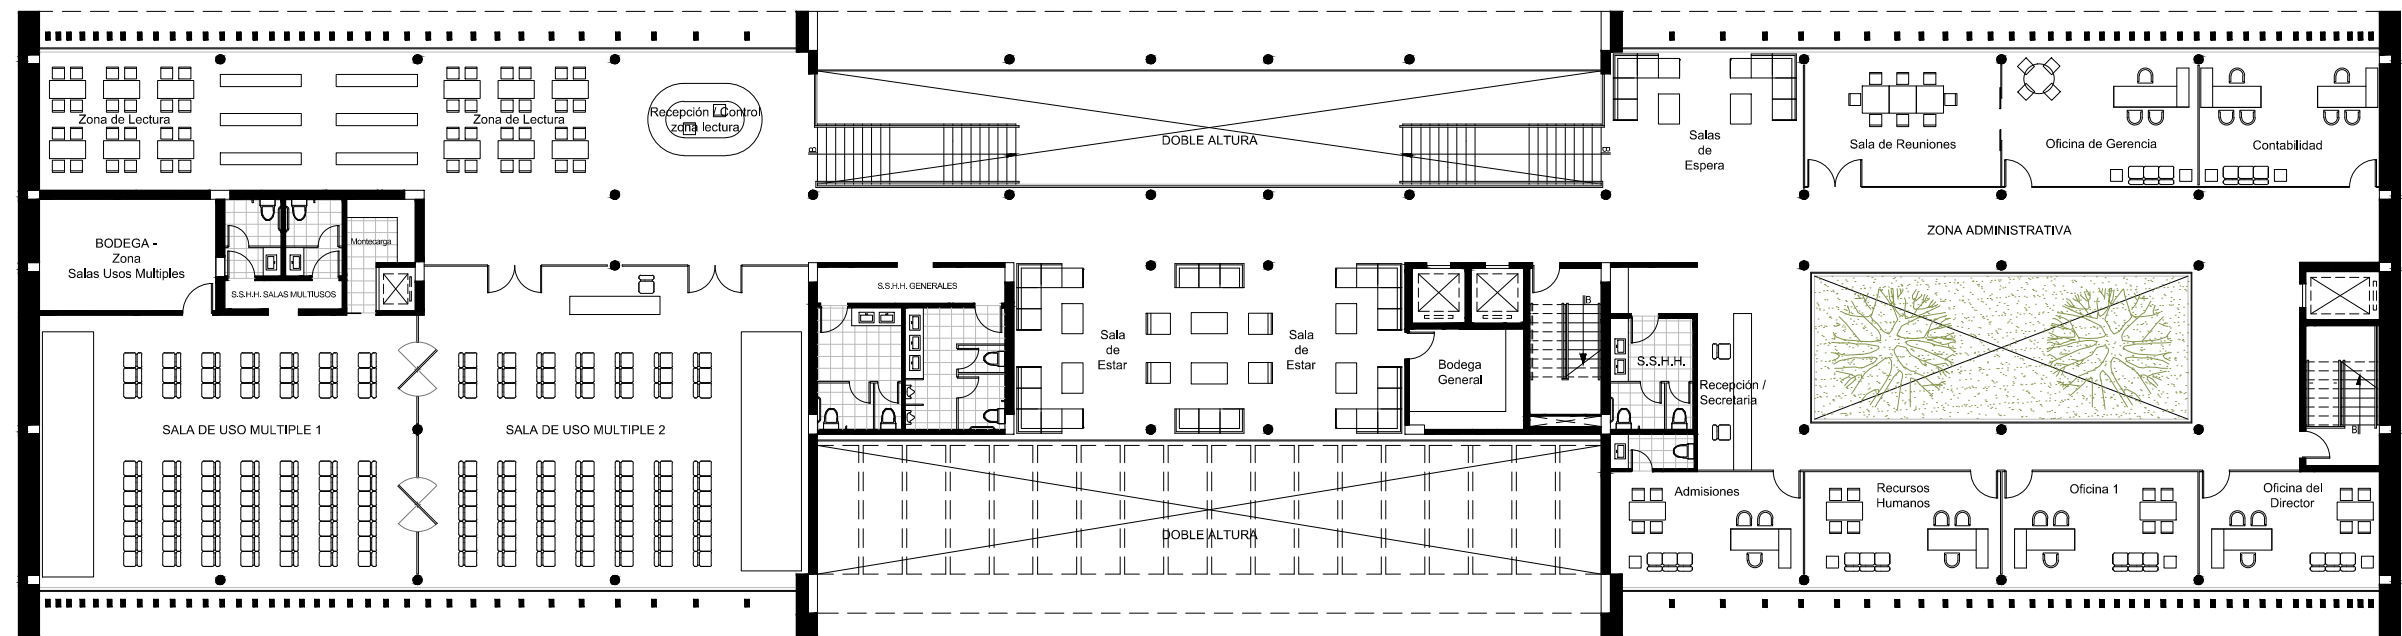 Zona de Lectura
Zona de Lectura
Recepción / Control
zona lectura
DOBLE ALTURA
B
B
Salas
de
Espera
Sala de Reuniones
Oficina de Gerencia
Contabilidad
BODEGA -
Zona
Salas Usos Multiples
Montecarga
S.S.H.H. SALAS MULTIUSOS
ZONA ADMINISTRATIVA
S.S.H.H. GENERALES
Sala
de
Estar
Sala
de
Estar
Bodega
General
B
S.S.H.H.
Recepción /
Secretaria
B
SALA DE USO MULTIPLE 1
SALA DE USO MULTIPLE 2
DOBLE ALTURA
Admisiones
Recursos
Humanos
Oficina 1
Oficina del
Director